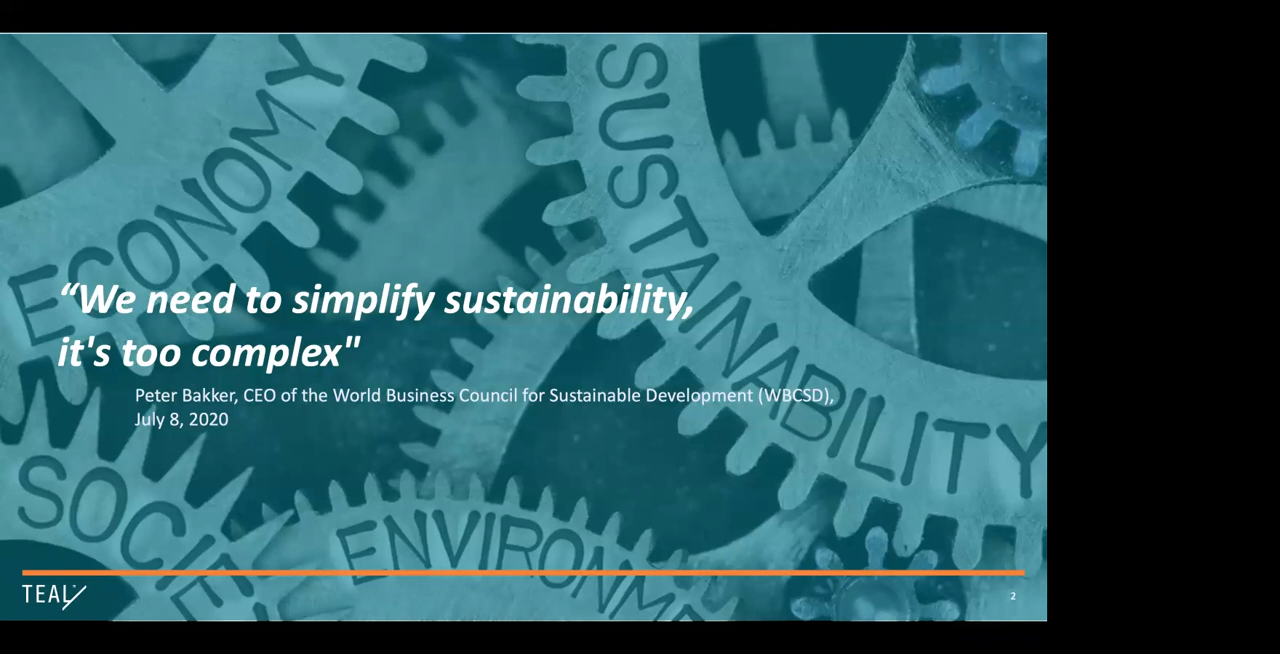 ECONOMY
SUSTAINABILITY
“We need to simplify sustainability,
it's too complex"
Peter Bakker, CEO of the World Business Council for Sustainable Development (WBCSD),
July 8, 2020
SOCIE
ENVIRONM
TEAL
2